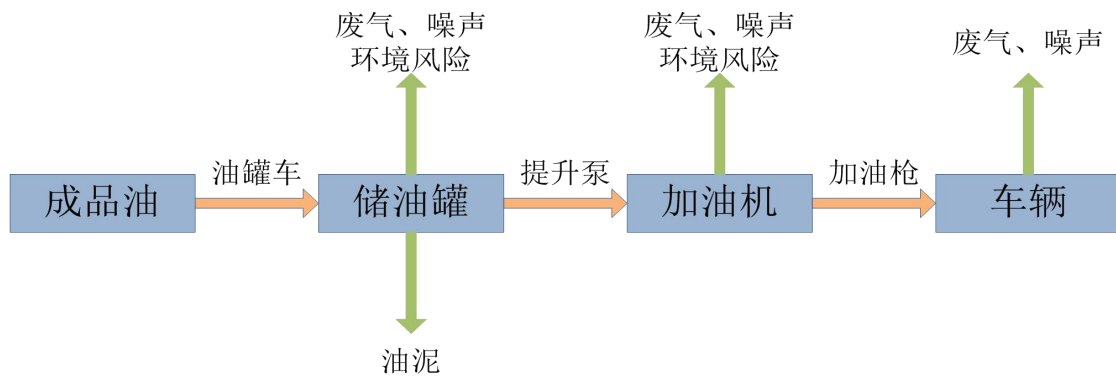 废气、噪声
环境风险
废气、噪声
环境风险
废气、噪声
油罐车
提升泵
加油枪
成品油
储油罐
加油机
车辆
油泥